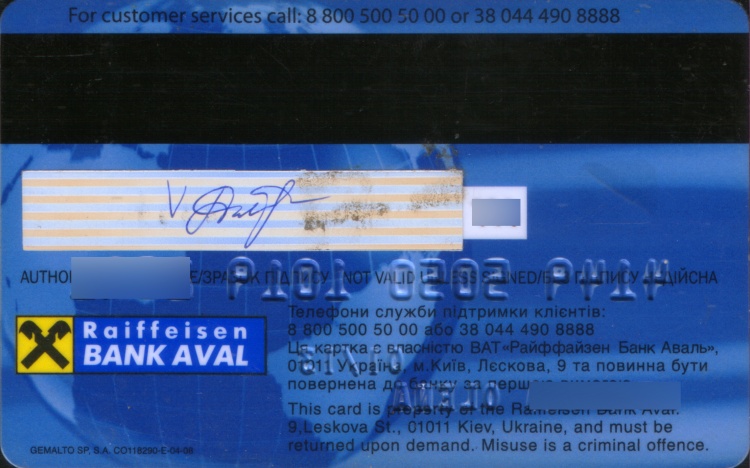 For customer services call: 8 800 500 50 00 or 38 044 490 8888
NOT VALID UNLESS SIGNED/БЕЗ ПІДПИСУ НЕДІЙСНА
Raiffeisen
BANK AVAL
Телефони служби підтримки клієнтів:
8 800 500 50 00 або 38 044 490 8888
Ця картка є власністю ВАТ«Райффайзен Банк Аваль»,
01011 Україна, м.Київ, Лєскова, 9 та повинна бути
повернена до банку за першою вимогою.
This card is property of the Raiffeisen Bank Aval.
9,Leskova St., 01011 Kiev, Ukraine, and must be
returned upon demand. Misuse is a criminal offence.
GEMALTO SP, S.A. CO118290-E-04-08